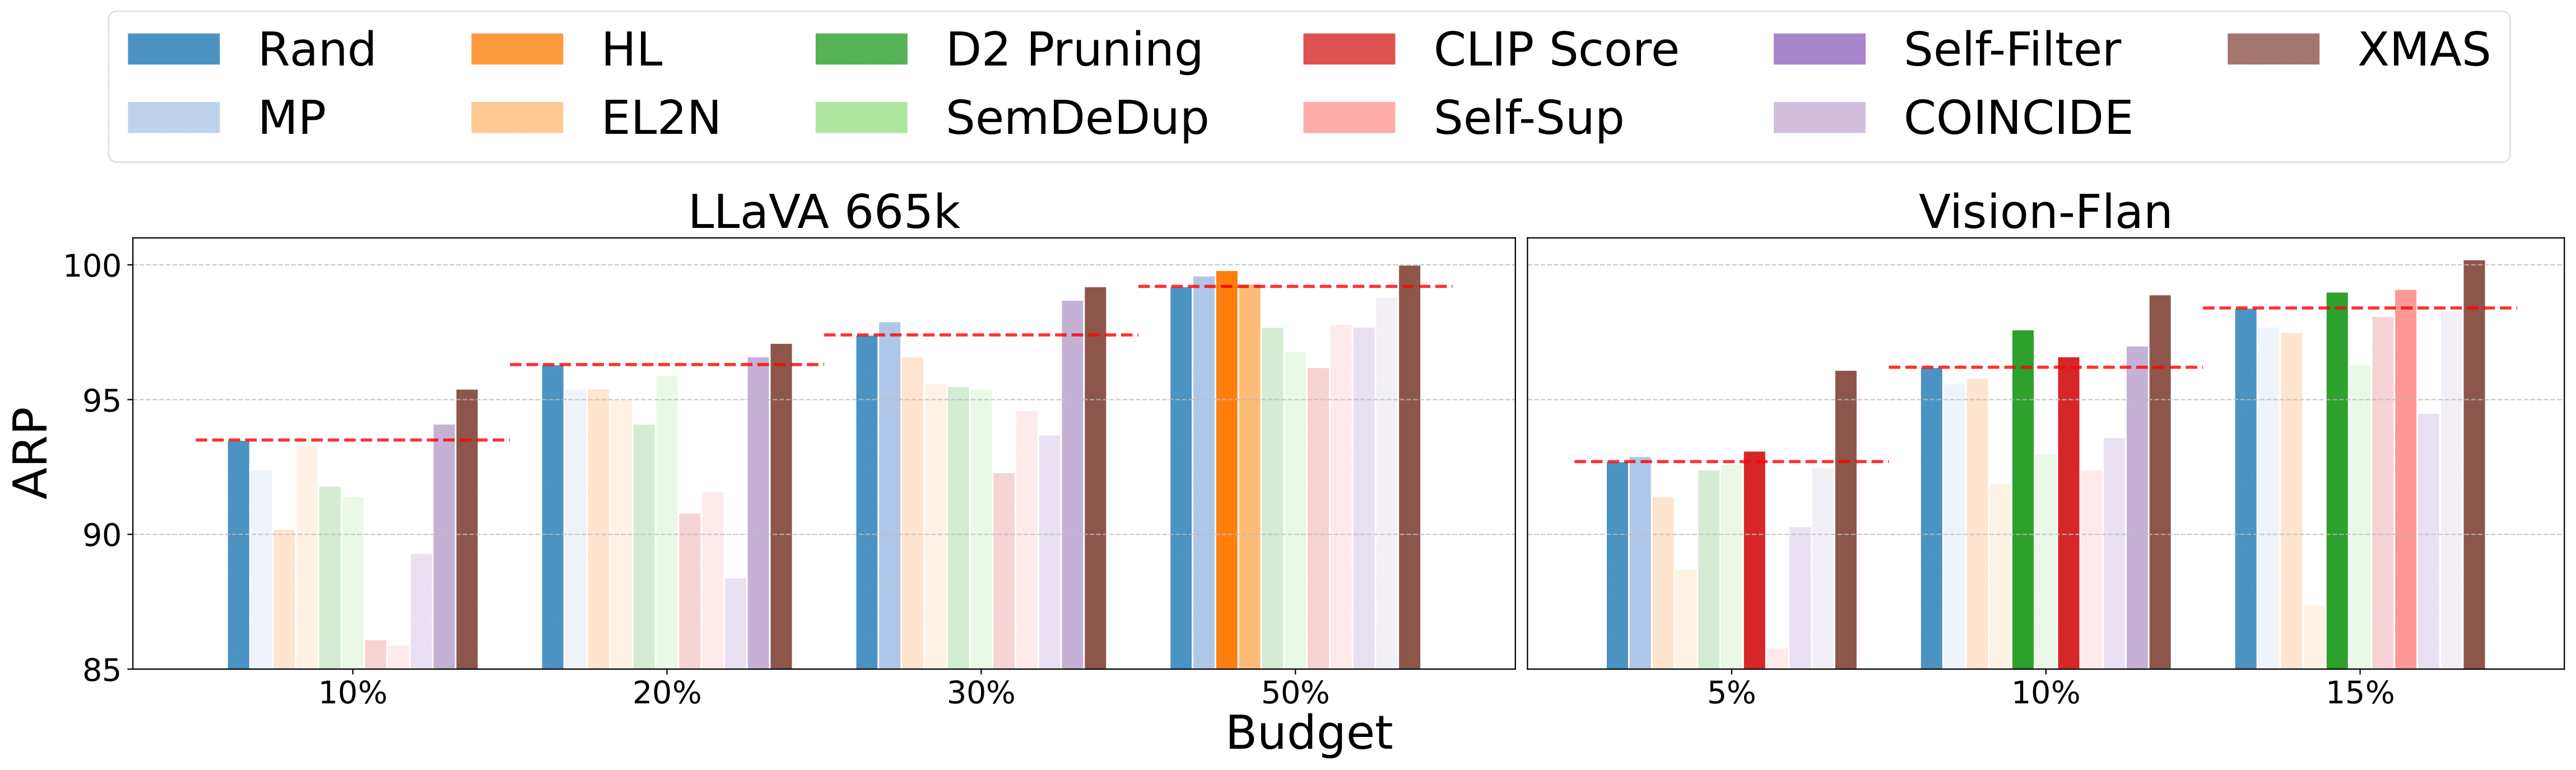 Rand HL D2 Pruning CLIP Score Self-Filter XMAS
MP EL2N SemDeDup Self-Sup COINCIDE
LLaVA 665k Vision-Flan
100
95
90
85
ARP
10% 20% 30% 50% 5% 10% 15%
Budget